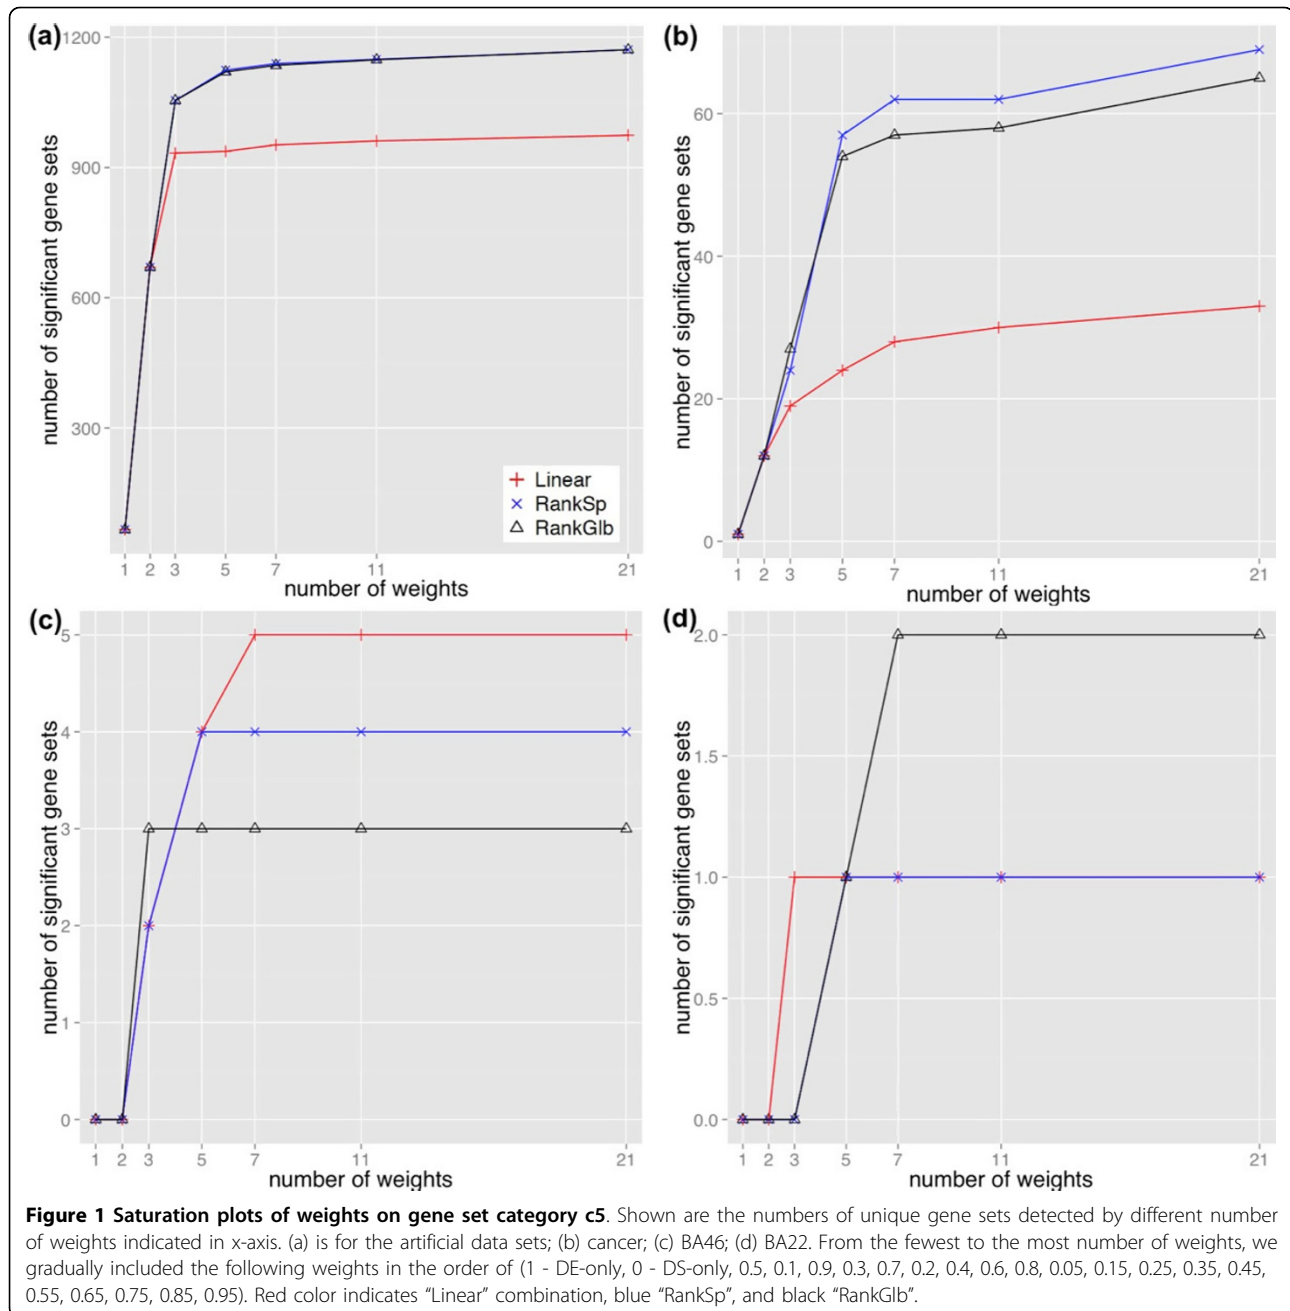 (a)
1200
900
600
300
number of significant gene sets
Linear
RankSp
RankGlb
1 2 3 5 7 11 21
number of weights
(b)
60
40
20
0
number of significant gene sets
1 2 3 5 7 11 21
number of weights
(c)
5
4
3
2
1
0
number of significant gene sets
1 2 3 5 7 11 21
number of weights
(d)
2.0
1.5
1.0
0.5
0.0
number of significant gene sets
1 2 3 5 7 11 21
number of weights
Figure 1 Saturation plots of weights on gene set category c5. Shown are the numbers of unique gene sets detected by different number
of weights indicated in x-axis. (a) is for the artificial data sets; (b) cancer; (c) BA46; (d) BA22. From the fewest to the most number of weights, we
gradually included the following weights in the order of (1 - DE-only, 0 - DS-only, 0.5, 0.1, 0.9, 0.3, 0.7, 0.2, 0.4, 0.6, 0.8, 0.05, 0.15, 0.25, 0.35, 0.45,
0.55, 0.65, 0.75, 0.85, 0.95). Red color indicates "Linear" combination, blue "RankSp", and black "RankGlb".